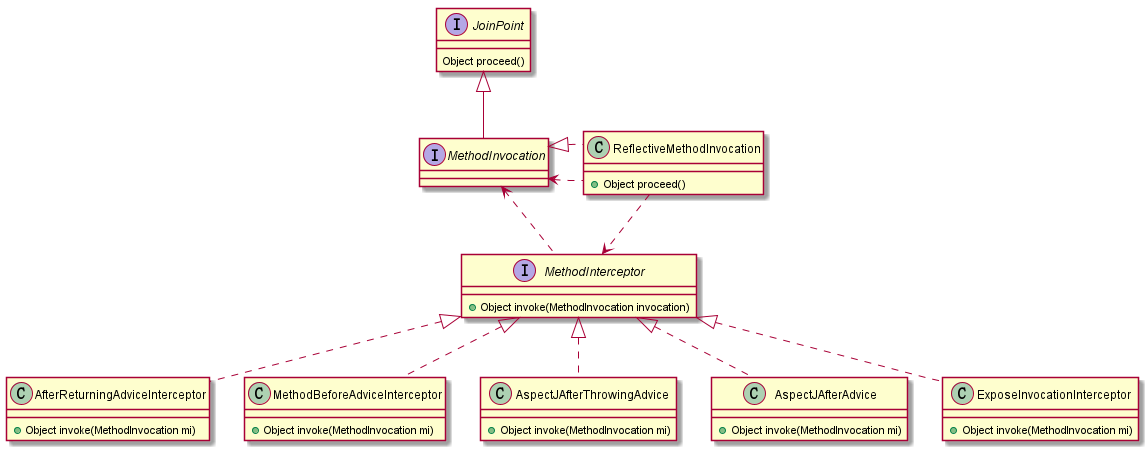 I JoinPoint
Object proceed()
I MethodInvocation
C ReflectiveMethodInvocation
Object proceed()
I MethodInterceptor
Object invoke(MethodInvocation invocation)
C AfterReturningAdviceInterceptor
Object invoke(MethodInvocation mi)
C MethodBeforeAdviceInterceptor
Object invoke(MethodInvocation mi)
C AspectJAfterThrowingAdvice
Object invoke(MethodInvocation mi)
C AspectJAfterAdvice
Object invoke(MethodInvocation mi)
C ExposeInvocationInterceptor
Object invoke(MethodInvocation mi)